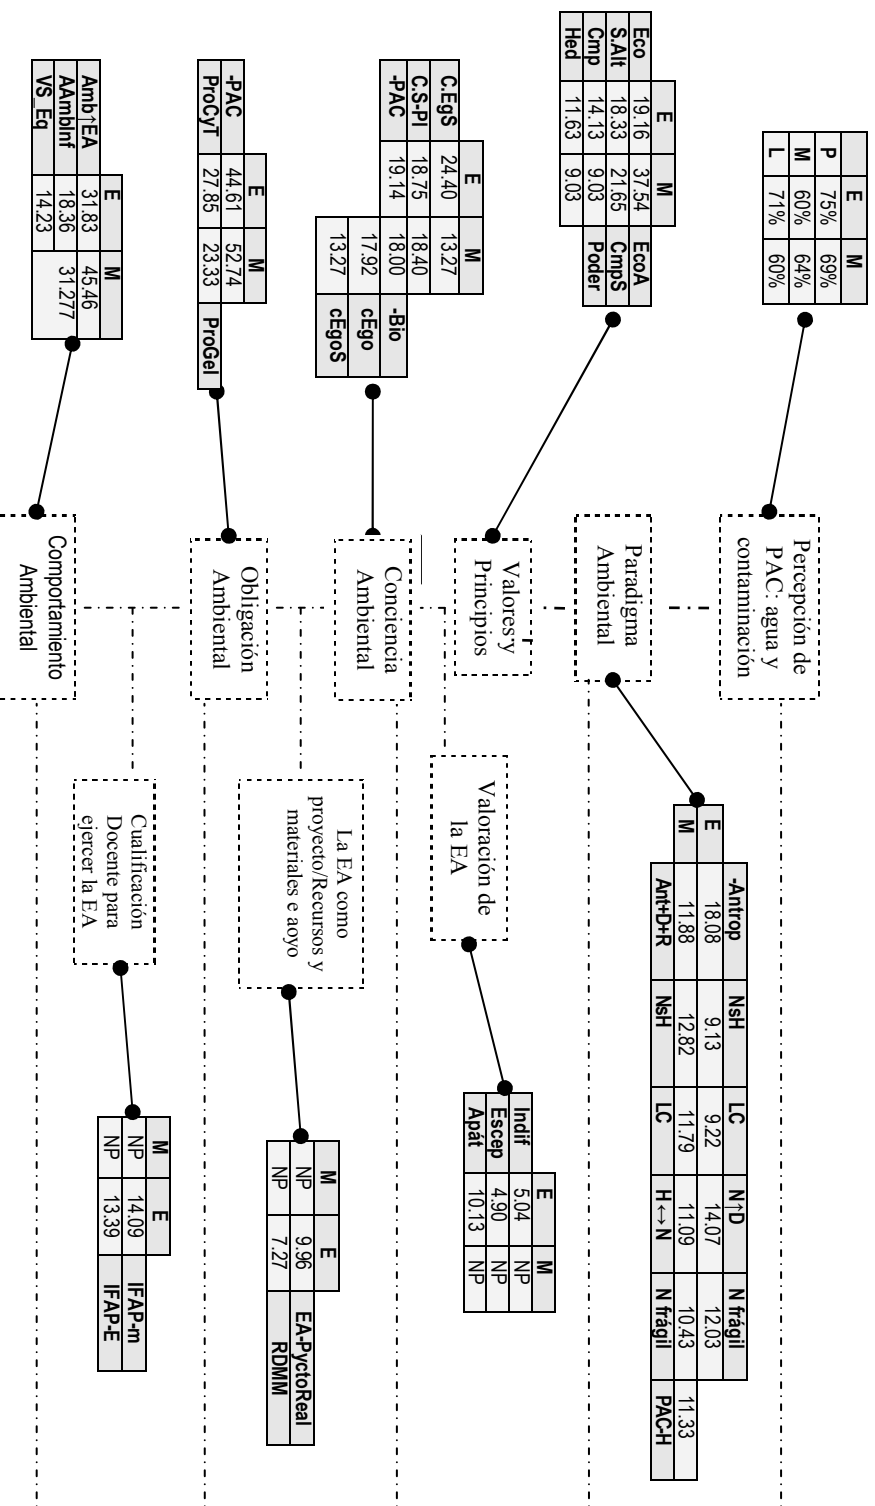 E M
P 75% 69%
M 60% 64%
L 71% 60%
Percepción de
PAC: agua y
contaminación
Paradigma
Ambiental
-Antrop NsH LC N↑D N frágil
E 18.08 9.13 9.22 14.07 12.03
M 11.88 12.82 11.79 11.09 10.43 11.33
Ant+D+R NsH LC H↔N N frágil PAC-H
E M
Eco 19.16 37.54 EcoA
S.Alt 18.33 21.65 CmpS
Cmp 14.13 9.03 Poder
Hed 11.63 9.03
Valores y
Principios
Valoración de
la EA
E M
Indif 5.04 NP
Escep 4.90 NP
Apát 10.13 NP
E M
C.EgS 24.40 13.27
C.S-Pl 18.75 18.40
-PAC 19.14 18.00 -Bio
17.92 cEgo
13.27 cEgoS
Conciencia
Ambiental
La EA como
proyecto/Recursos y
materiales e aoyo
M E
NP 9.96 EA-PyctoReal
NP 7.27 RDMM
E M
-PAC 44.61 52.74
ProCyT 27.85 23.33 ProGel
Obligación
Ambiental
Cualificación
Docente para
ejercer la EA
M E
NP 14.09 IFAP-m
NP 13.39 IFAP-E
E M
Amb↑EA 31.83 45.46
AAmbInf 18.36 31.277
VS_Eq 14.23
Comportamiento
Ambiental